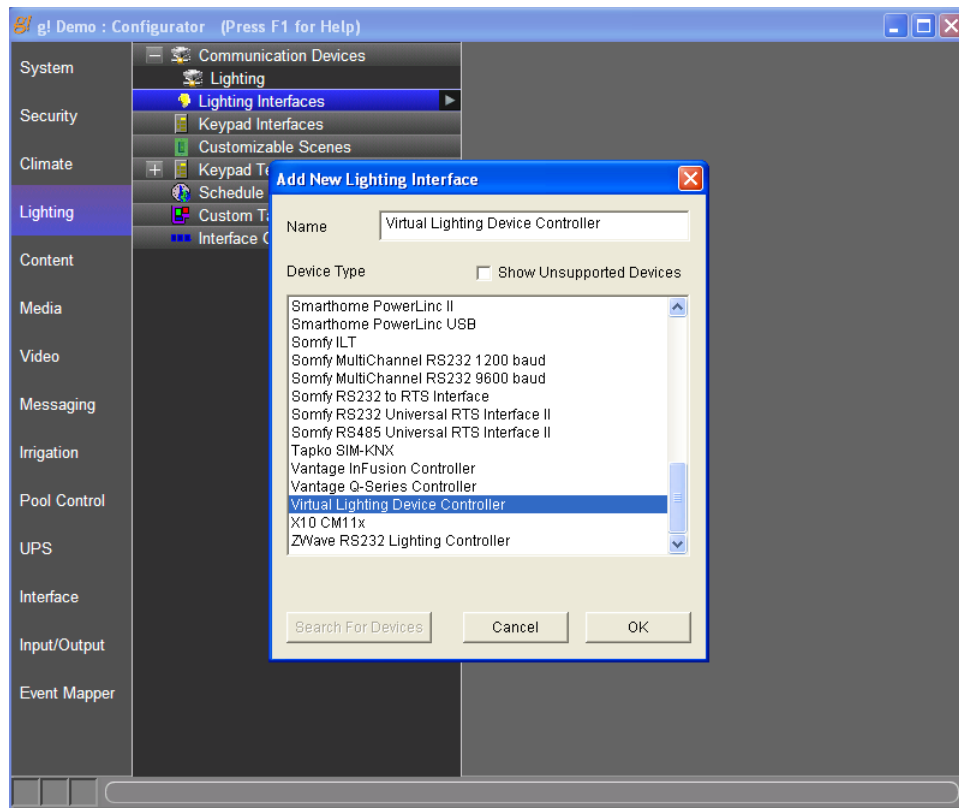 g! Demo : Configurator (Press F1 for Help)
System
Security
Climate
Lighting
Content
Media
Video
Messaging
Irrigation
Pool Control
UPS
Interface
Input/Output
Event Mapper
Communication Devices
Lighting
Lighting Interfaces
Keypad Interfaces
Customizable Scenes
Keypad Te
Schedule
Custom Ta
Interface
Add New Lighting Interface
Name Virtual Lighting Device Controller
Device Type Show Unsupported Devices
Smarthome PowerLinc II
Smarthome PowerLinc USB
Somfy ILT
Somfy MultiChannel RS232 1200 baud
Somfy MultiChannel RS232 9600 baud
Somfy RS232 to RTS Interface
Somfy RS232 Universal RTS Interface II
Somfy RS485 Universal RTS Interface II
Tapko SIM-KNX
Vantage InFusion Controller
Vantage Q-Series Controller
Virtual Lighting Device Controller
X10 CM11x
ZWave RS232 Lighting Controller
Search For Devices Cancel OK